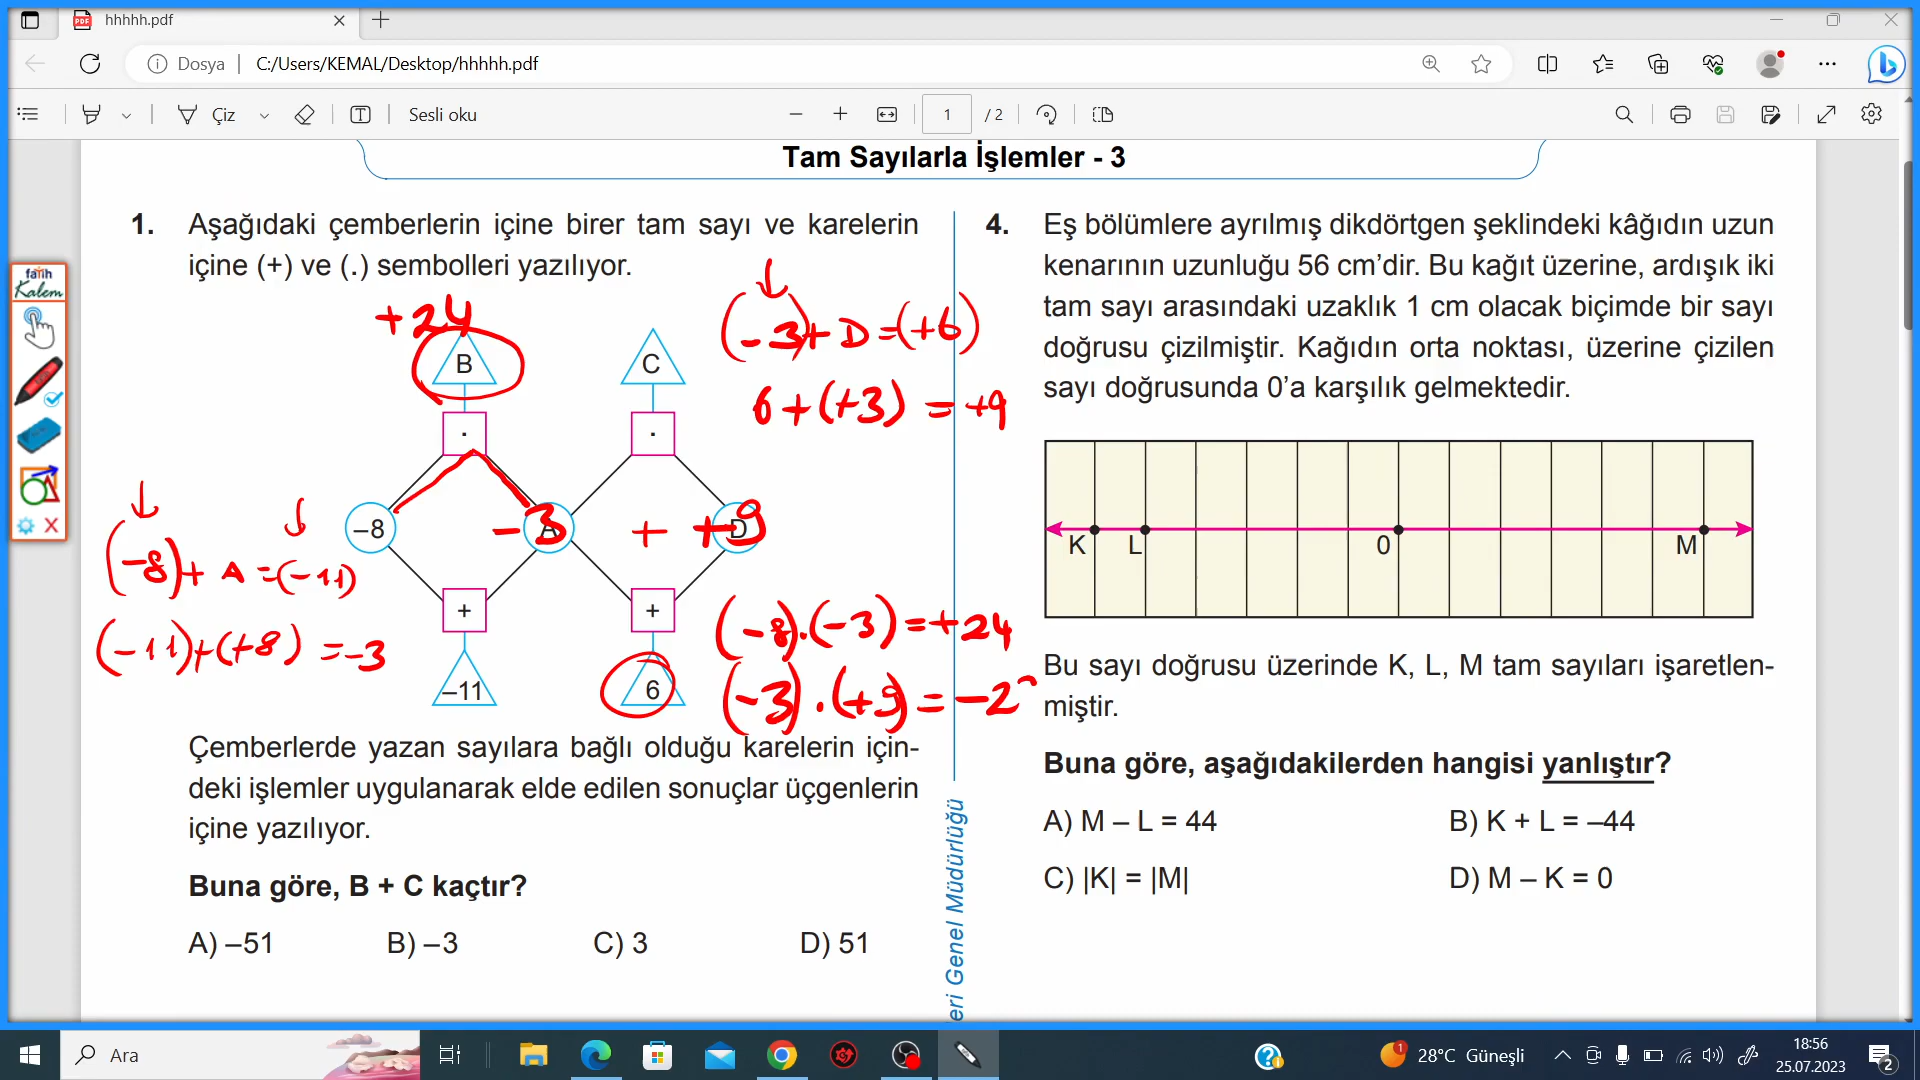 hhhhh.pdf
Dosya
C:/Users/KEMAL/Desktop/hhhhh.pdf
Çiz
Sesli oku
1
/ 2
Tam Sayılarla İşlemler - 3
1. Aşağıdaki çemberlerin içine birer tam sayı ve karelerin
içine (+) ve (.) sembolleri yazılıyor.
+24
B
C
.
.
–8
A
-3
+
D
+9
+
+
–11
6
(-3)+D=(+6)
6+(+3) = +9
(-8)+ A =(-11)
(-11)+(+8) =-3
(-8).(-3)=+24
(-3).(+9)=-2
Çemberlerde yazan sayılara bağlı olduğu karelerin için-
deki işlemler uygulanarak elde edilen sonuçlar üçgenlerin
içine yazılıyor.
Buna göre, B + C kaçtır?
A) –51 B) –3 C) 3 D) 51
eri Genel Müdürlüğü
4. Eş bölümlere ayrılmış dikdörtgen şeklindeki kâğıdın uzun
kenarının uzunluğu 56 cm’dir. Bu kağıt üzerine, ardışık iki
tam sayı arasındaki uzaklık 1 cm olacak biçimde bir sayı
doğrusu çizilmiştir. Kağıdın orta noktası, üzerine çizilen
sayı doğrusunda 0’a karşılık gelmektedir.
K L 0 M
Bu sayı doğrusu üzerinde K, L, M tam sayıları işaretlen-
miştir.
Buna göre, aşağıdakilerden hangisi yanlıştır?
A) M – L = 44 B) K + L = –44
C) |K| = |M| D) M – K = 0
fatih
Kalem
Ara
28°C Güneşli
18:56
25.07.2023
2